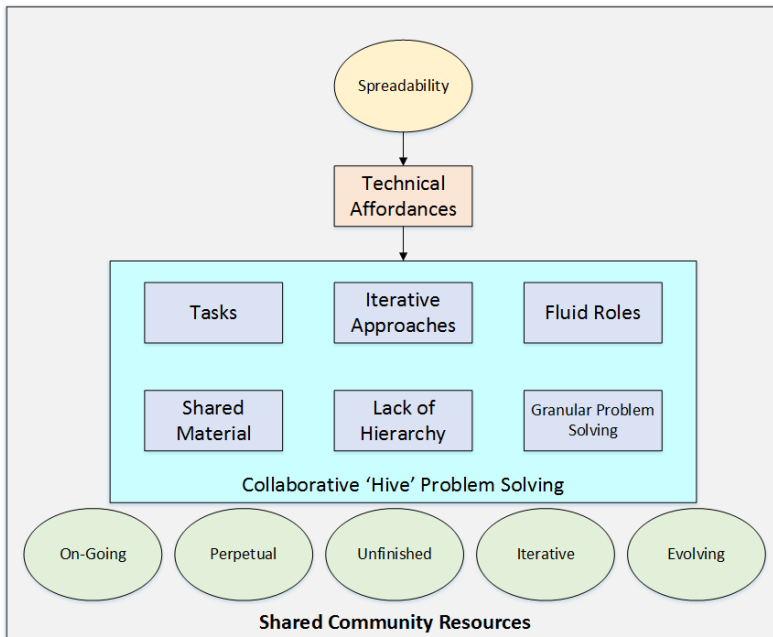 Spreadability
Technical
Affordances
Tasks
Iterative
Approaches
Fluid Roles
Shared
Material
Lack of
Hierarchy
Granular Problem
Solving
Collaborative ‘Hive’ Problem Solving
On-Going
Perpetual
Unfinished
Iterative
Evolving
Shared Community Resources